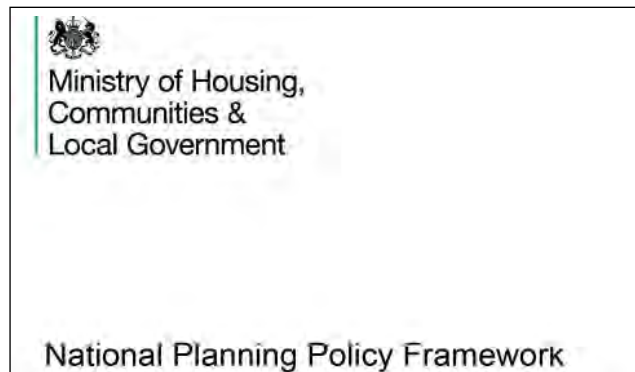 Ministry of Housing,
Communities &
Local Government
National Planning Policy Framework